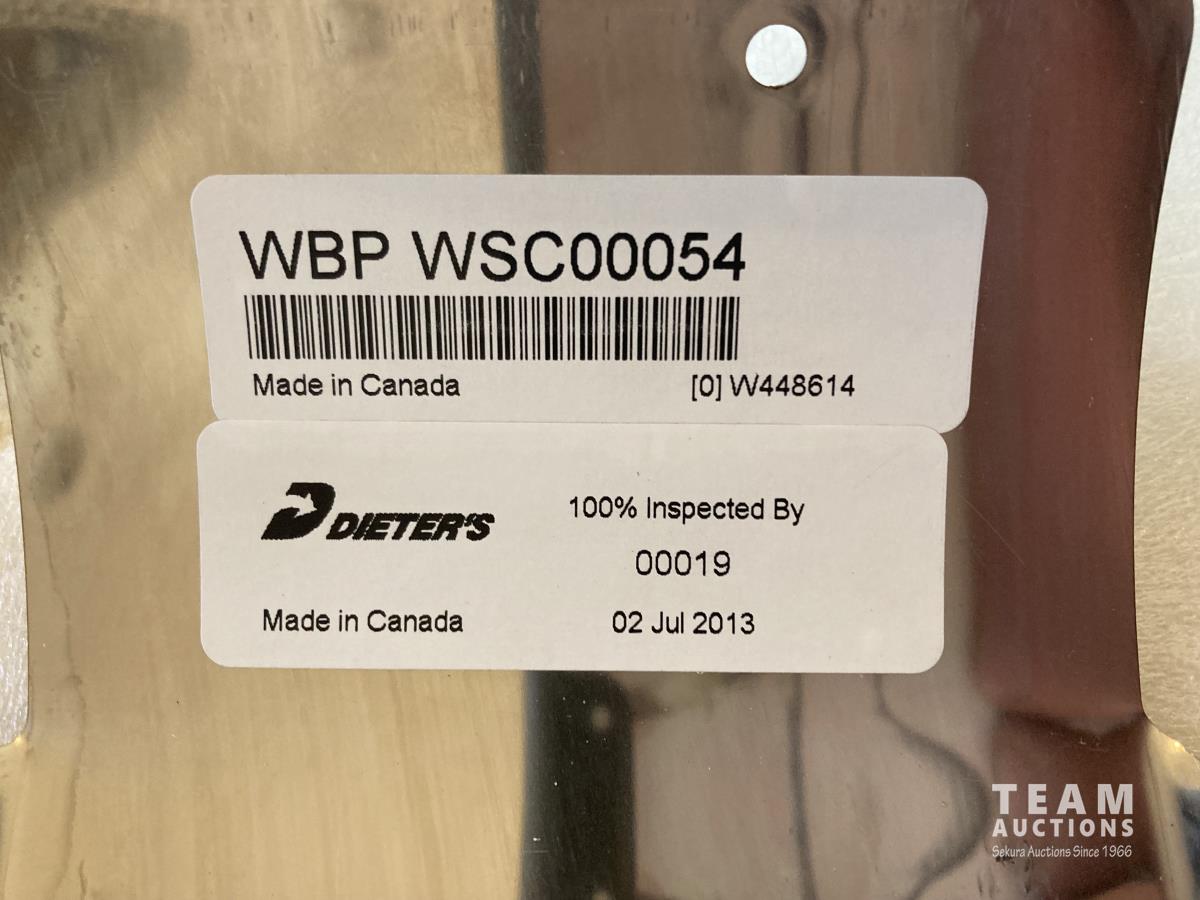 WBP WSC00054
Made in Canada [0] W448614
DIETER'S
100% Inspected By
00019
Made in Canada 02 Jul 2013
TEAM
AUCTIONS
Sekura Auctions Since 1966